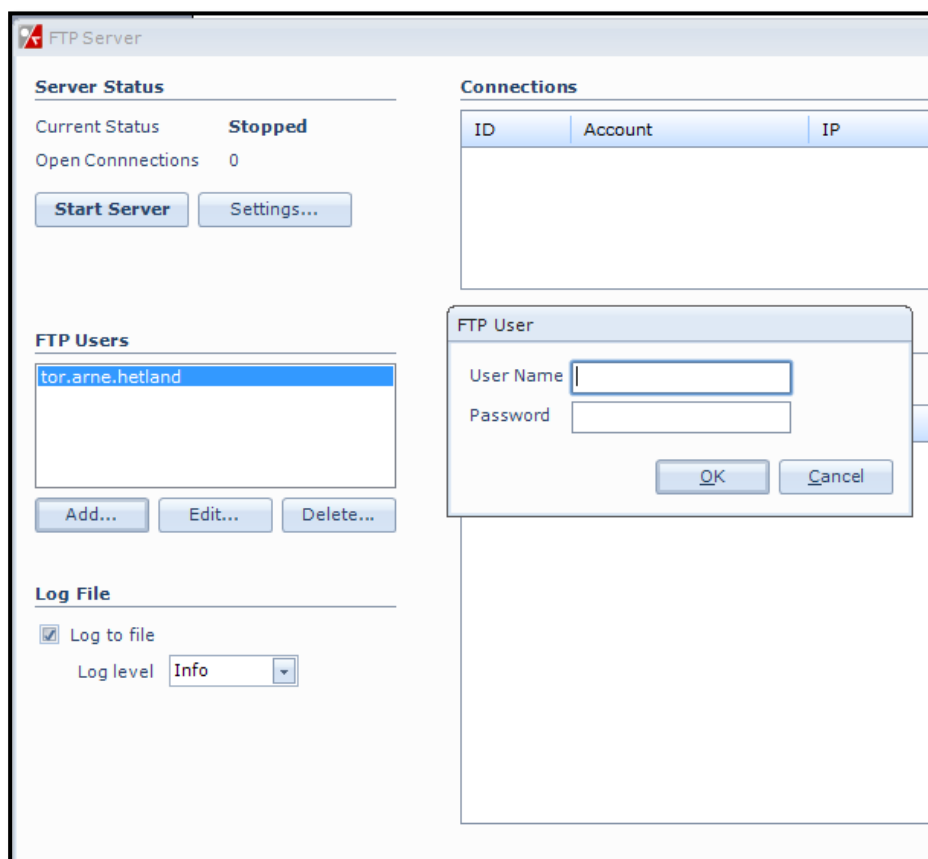 FTP Server
Server Status
Current Status Stopped
Open Connnections 0
Start Server Settings...
Connections
ID Account IP
FTP Users
tor.arne.hetland
Add... Edit... Delete...
FTP User
User Name
Password
OK Cancel
Log File
Log to file
Log level Info